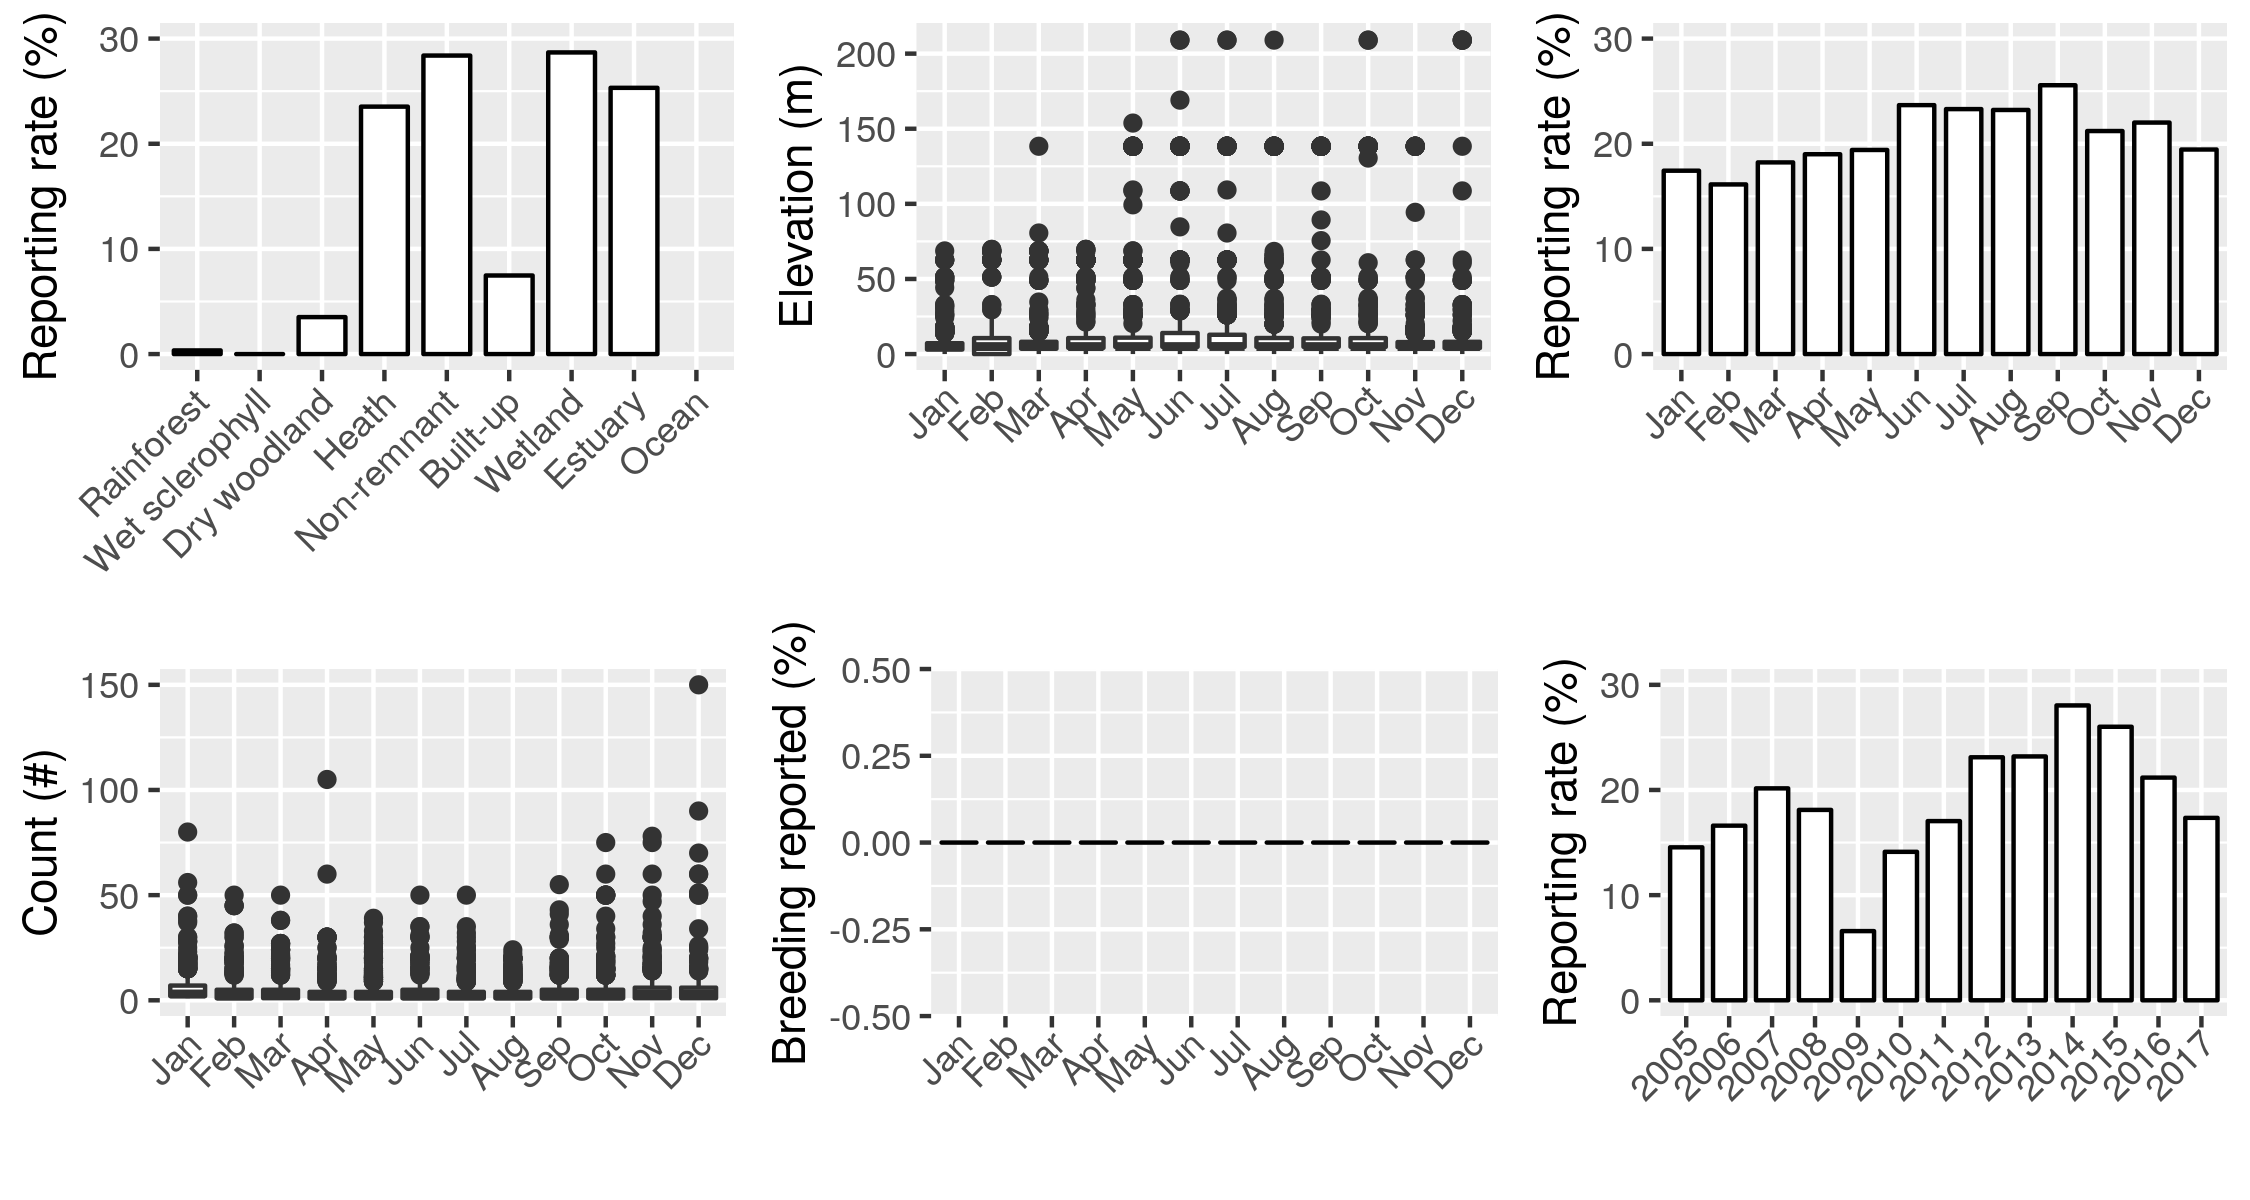 Reporting rate (%)
30
20
10
0
Rainforest
Wet sclerophyll
Dry woodland
Heath
Non-remnant
Built-up
Wetland
Estuary
Ocean
Elevation (m)
200
150
100
50
0
Jan
Feb
Mar
Apr
May
Jun
Jul
Aug
Sep
Oct
Nov
Dec
Reporting rate (%)
30
20
10
0
Jan
Feb
Mar
Apr
May
Jun
Jul
Aug
Sep
Oct
Nov
Dec
Count (#)
150
100
50
0
Jan
Feb
Mar
Apr
May
Jun
Jul
Aug
Sep
Oct
Nov
Dec
Breeding reported (%)
0.50
0.25
0.00
-0.25
-0.50
Jan
Feb
Mar
Apr
May
Jun
Jul
Aug
Sep
Oct
Nov
Dec
Reporting rate (%)
30
20
10
0
2005
2006
2007
2008
2009
2010
2011
2012
2013
2014
2015
2016
2017